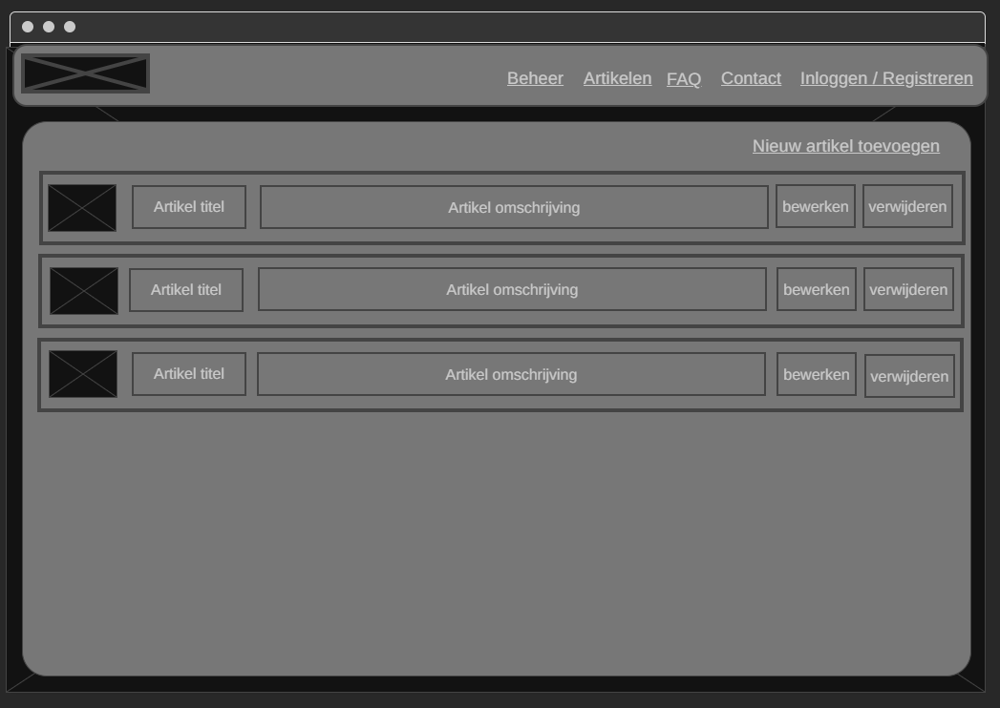 Beheer Artikelen FAQ Contact Inloggen / Registreren
Nieuw artikel toevoegen
Artikel titel Artikel omschrijving bewerken verwijderen
Artikel titel Artikel omschrijving bewerken verwijderen
Artikel titel Artikel omschrijving bewerken verwijderen